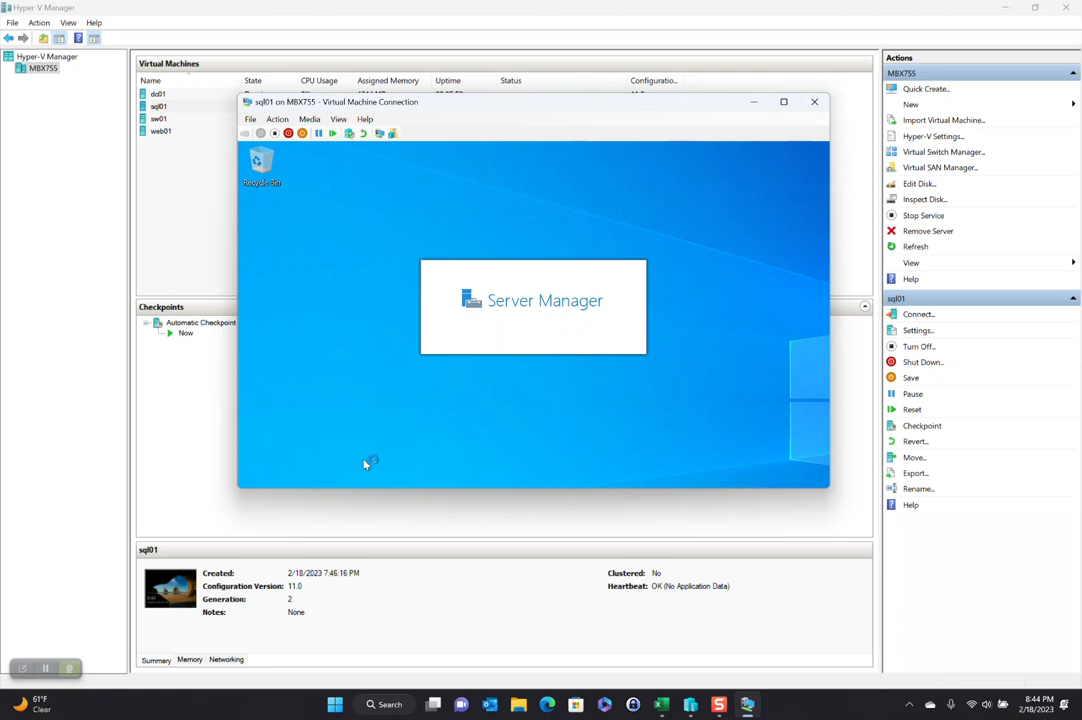 Hyper-V Manager
File Action View Help
Hyper-V Manager
MBX755
Virtual Machines
Name State CPU Usage Assigned Memory Uptime Status Configuratio...
dc01
sql01
sw01
web01
sql01 on MBX755 - Virtual Machine Connection
File Action Media View Help
Recycle Bin
Server Manager
Checkpoints
Automatic Checkpoint
Now
sql01
Created: 2/18/2023 7:46:16 PM Clustered: No
Configuration Version: 11.0 Heartbeat: OK (No Application Data)
Generation: 2
Notes: None
Summary Memory Networking
Actions
MBX755
Quick Create...
New
Import Virtual Machine...
Hyper-V Settings...
Virtual Switch Manager...
Virtual SAN Manager...
Edit Disk...
Inspect Disk...
Stop Service
Remove Server
Refresh
View
Help
sql01
Connect...
Settings...
Turn Off...
Shut Down...
Save
Pause
Reset
Checkpoint
Revert...
Move...
Export...
Rename...
Help
61°F
Clear
Search
8:44 PM
2/18/2023